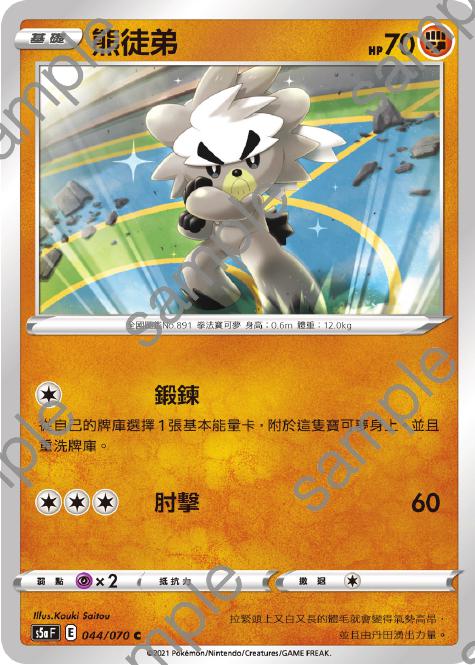 基礎 熊徒弟 HP70
全國圖鑑No.891 拳法寶可夢 身高：0.6m 體重：12.0kg
鍛鍊
從自己的牌庫選擇1張基本能量卡，附於這隻寶可夢身上。並且
重洗牌庫。
肘擊 60
弱點 ×2 抵抗力 撤退
Illus.Kouki Saitou
s5a F E 044/070 C
拉緊頭上又白又長的體毛就會變得氣勢高昂，
並且由丹田湧出力量。
©2021 Pokémon/Nintendo/Creatures/GAME FREAK.
sample
sample
sample
sample
sample
sample
sample